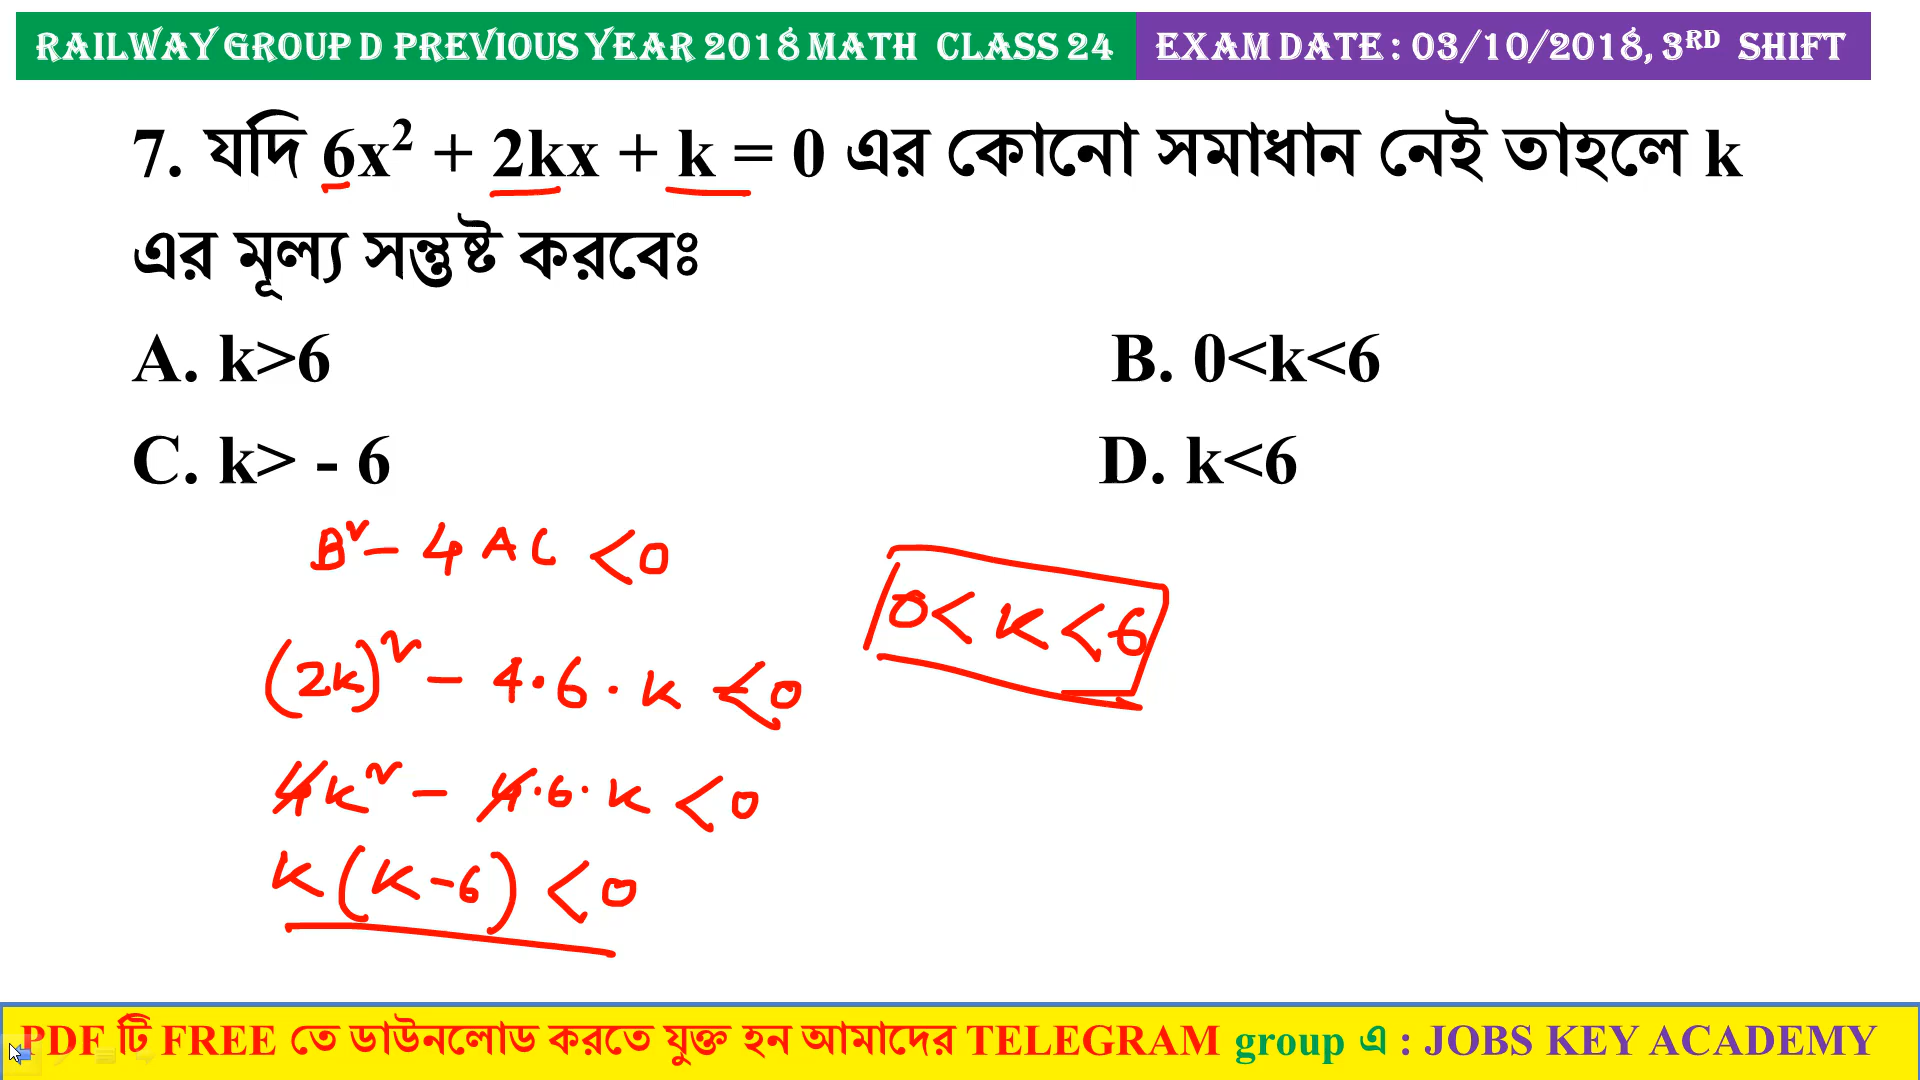 RAILWAY GROUP D PREVIOUS YEAR 2018 MATH CLASS 24 EXAM DATE : 03/10/2018, 3RD SHIFT
7. যদি 6x² + 2kx + k = 0 এর কোনো সমাধান নেই তাহলে k
এর মূল্য সন্তুষ্ট করবেঃ
A. k>6 B. 0<k<6
C. k> - 6 D. k<6
B² - 4AC <0
0< k <6
(2k)² - 4·6·k <0
4k² - 4·6·k <0
k(k-6) <0
PDF টি FREE তে ডাউনলোড করতে যুক্ত হন আমাদের TELEGRAM group এ : JOBS KEY ACADEMY